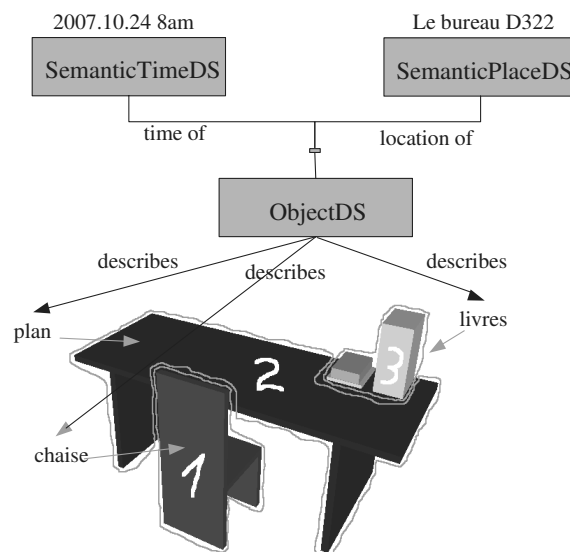 2007.10.24 8am
Le bureau D322
SemanticTimeDS
SemanticPlaceDS
time of
location of
ObjectDS
describes
describes
describes
plan
livres
2
3
chaise
1